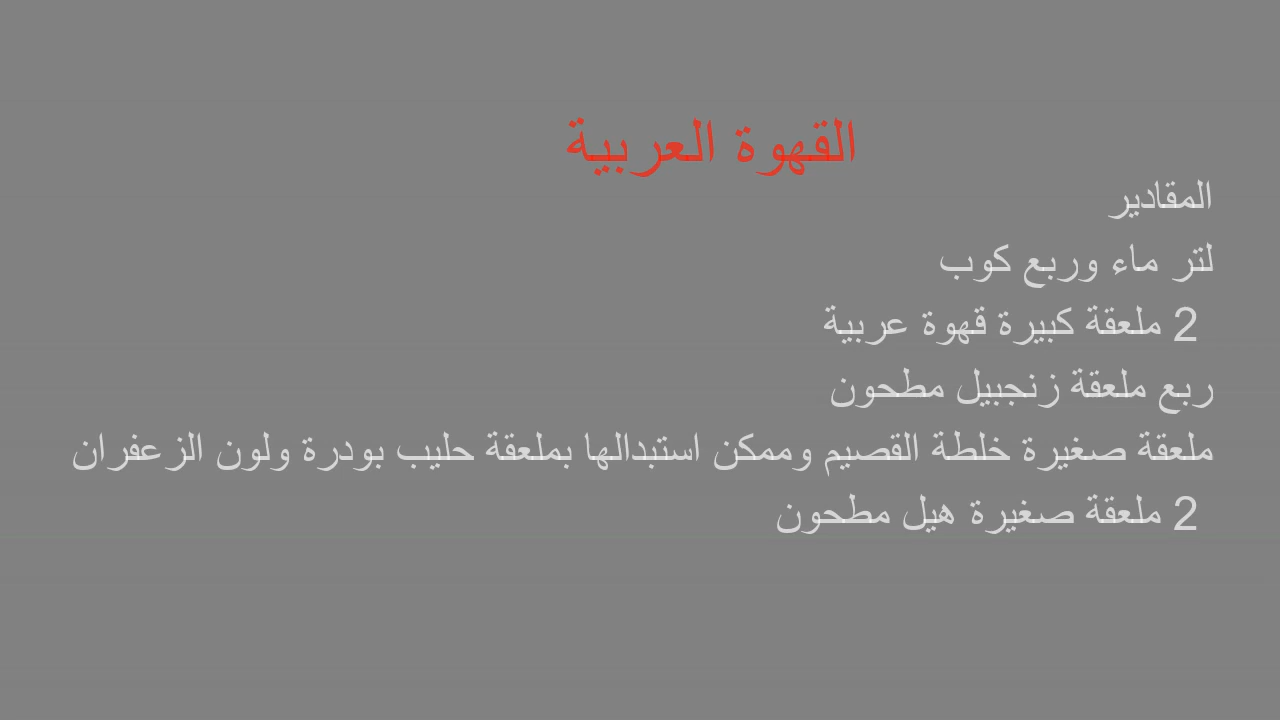 القهوة العربية
المقادير
لتر ماء وربع كوب
2 ملعقة كبيرة قهوة عربية
ربع ملعقة زنجبيل مطحون
ملعقة صغيرة خلطة القصيم وممكن استبدالها بملعقة حليب بودرة ولون الزعفران
2 ملعقة صغيرة هيل مطحون